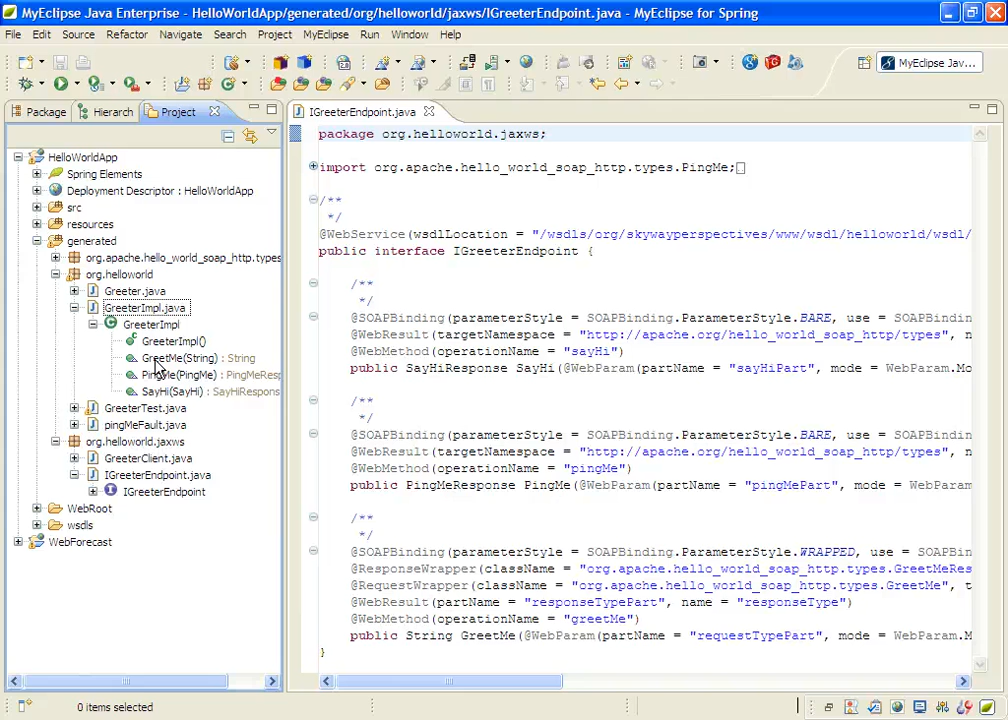 MyEclipse Java Enterprise - HelloWorldApp/generated/org/helloworld/jaxws/IGreeterEndpoint.java - MyEclipse for Spring
File Edit Source Refactor Navigate Search Project MyEclipse Run Window Help
MyEclipse Jav...
Package Hierarch Project
IGreeterEndpoint.java
HelloWorldApp
Spring Elements
Deployment Descriptor : HelloWorldApp
src
resources
generated
org.apache.hello_world_soap_http.types
org.helloworld
Greeter.java
GreeterImpl.java
GreeterImpl
GreeterImpl()
GreetMe(String) : String
PingMe(PingMe) : PingMeResp
SayHi(SayHi) : SayHiRespons
GreeterTest.java
pingMeFault.java
org.helloworld.jaxws
GreeterClient.java
IGreeterEndpoint.java
IGreeterEndpoint
WebRoot
wsdls
WebForecast
package org.helloworld.jaxws;
import org.apache.hello_world_soap_http.types.PingMe;
/**
*/
@WebService(wsdlLocation = "/wsdls/org/skywayperspectives/www/wsdl/helloworld/wsdl/
public interface IGreeterEndpoint {
/**
*/
@SOAPBinding(parameterStyle = SOAPBinding.ParameterStyle.BARE, use =
@WebResult(targetNamespace = "http://apache.org/hello_world_soap_http/types",
@WebMethod(operationName = "sayHi")
public SayHiResponse SayHi(@WebParam(partName = "sayHiPart", mode = WebParam.Mo
/**
*/
@SOAPBinding(parameterStyle = SOAPBinding.ParameterStyle.BARE, use =
@WebResult(targetNamespace = "http://apache.org/hello_world_soap_http/types",
@WebMethod(operationName = "pingMe")
public PingMeResponse PingMe(@WebParam(partName = "pingMePart", mode = WebParam
/**
*/
@SOAPBinding(parameterStyle = SOAPBinding.ParameterStyle.WRAPPED, use =
@ResponseWrapper(className = "org.apache.hello_world_soap_http.types.GreetMeRes
@RequestWrapper(className = "org.apache.hello_world_soap_http.types.GreetMe", t
@WebResult(partName = "responseTypePart", name = "responseType")
@WebMethod(operationName = "greetMe")
public String GreetMe(@WebParam(partName = "requestTypePart", mode = WebParam.M
}
0 items selected